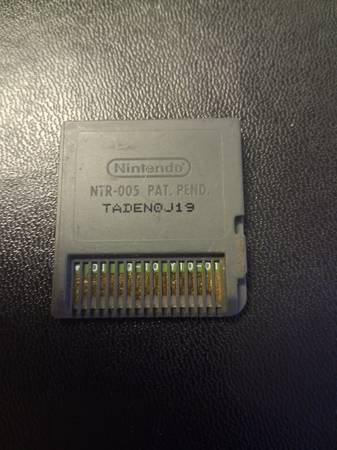 Nintendo
NTR-005 PAT. PEND.
TADEN0J19